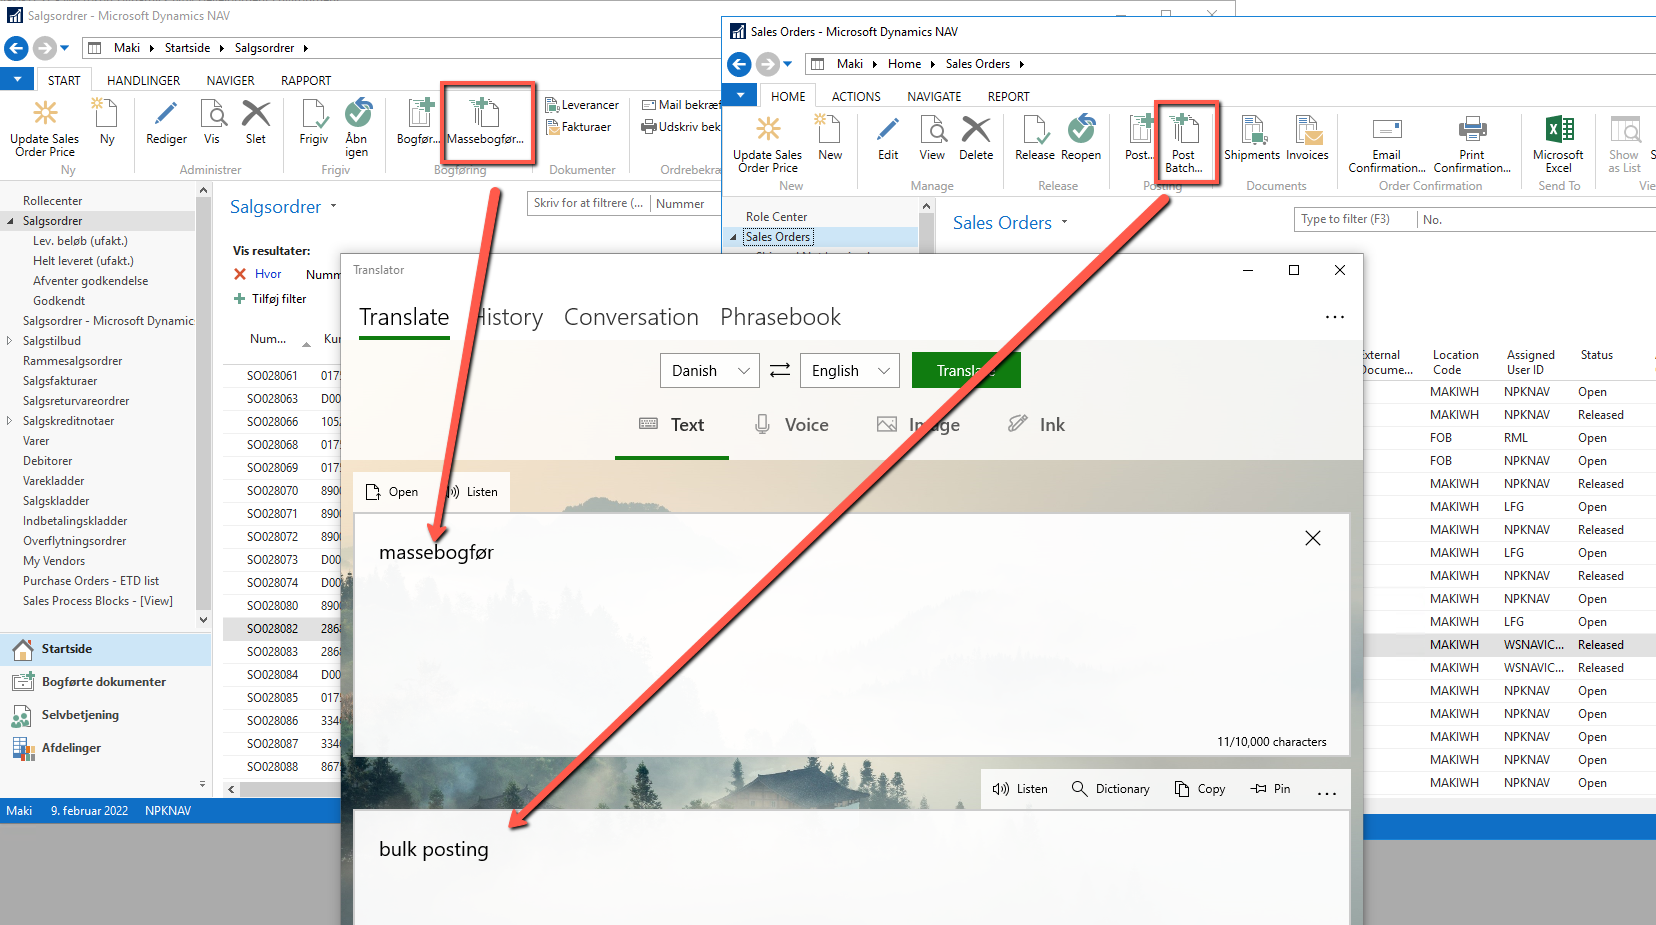 Salgsordrer - Microsoft Dynamics NAV
Maki Startside Salgsordrer
START HANDLINGER NAVIGER RAPPORT
Update Sales Order Price
Ny
Rediger
Vis
Slet
Frigiv
Åbn igen
Bogfør...
Massebogfør...
Leverancer
Fakturaer
Mail bekræf
Udskriv bek
Ny
Administrer
Frigiv
Bogføring
Dokumenter
Ordrebekræ
Rollecenter
Salgsordrer
Lev. beløb (ufakt.)
Helt leveret (ufakt.)
Afventer godkendelse
Godkendt
Salgsordrer - Microsoft Dynamic
Salgstilbud
Rammesalgsordrer
Salgsfakturaer
Salgsreturvareordrer
Salgskreditnotaer
Varer
Debitorer
Varekladder
Salgskladder
Indbetalingskladder
Overflytningsordrer
My Vendors
Purchase Orders - ETD list
Sales Process Blocks - [View]
Startside
Bogførte dokumenter
Selvbetjening
Afdelinger
Maki 9. februar 2022 NPKNAV
Salgsordrer
Skriv for at filtrere (... Nummer
Vis resultater:
Hvor Numm
Tilføj filter
Num... Ku
SO028061 017
SO028063 D00
SO028066 105
SO028068 017
SO028069 017
SO028070 890
SO028071 890
SO028072 890
SO028073 D00
SO028074 D00
SO028080 890
SO028082 286
SO028083 286
SO028084 D00
SO028085 017
SO028086 334
SO028087 334
SO028088 867
Sales Orders - Microsoft Dynamics NAV
Maki Home Sales Orders
HOME ACTIONS NAVIGATE REPORT
Update Sales Order Price
New
Edit
View
Delete
Release
Reopen
Post...
Post Batch...
Shipments
Invoices
Email Confirmation...
Print Confirmation...
Microsoft Excel
Show as List
New
Manage
Release
Posting
Documents
Order Confirmation
Send To
Vie
Role Center
Sales Orders
Sales Orders
Type to filter (F3) No.
External Docume... Location Code Assigned User ID Status
MAKIWH NPKNAV Open
MAKIWH NPKNAV Released
FOB RML Open
FOB NPKNAV Open
MAKIWH NPKNAV Released
MAKIWH LFG Open
MAKIWH NPKNAV Released
MAKIWH LFG Open
MAKIWH NPKNAV Released
MAKIWH NPKNAV Open
MAKIWH LFG Open
MAKIWH WSNAVIC... Released
MAKIWH WSNAVIC... Released
MAKIWH NPKNAV Open
MAKIWH NPKNAV Open
MAKIWH NPKNAV Open
MAKIWH NPKNAV Open
MAKIWH NPKNAV Open
Translator
Translate History Conversation Phrasebook ...
Danish English Translate
Text Voice Image Ink
Open Listen
massebogfør
11/10,000 characters
Listen Dictionary Copy Pin ...
bulk posting